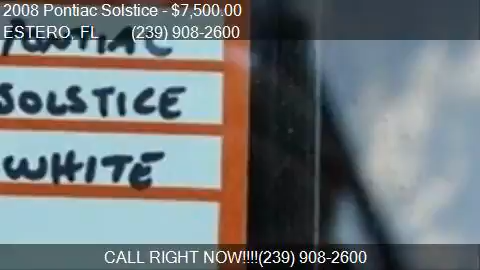 2008 Pontiac Solstice - $7,500.00
ESTERO, FL (239) 908-2600
PONTIAC
SOLSTICE
WHITE
CALL RIGHT NOW!!!!(239) 908-2600